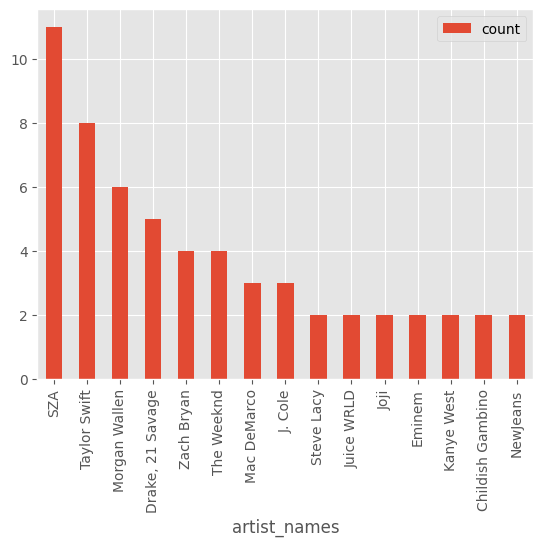 count
10
8
6
4
2
0
SZA
Taylor Swift
Morgan Wallen
Drake, 21 Savage
Zach Bryan
The Weeknd
Mac DeMarco
J. Cole
Steve Lacy
Juice WRLD
Joji
Eminem
Kanye West
Childish Gambino
NewJeans
artist_names